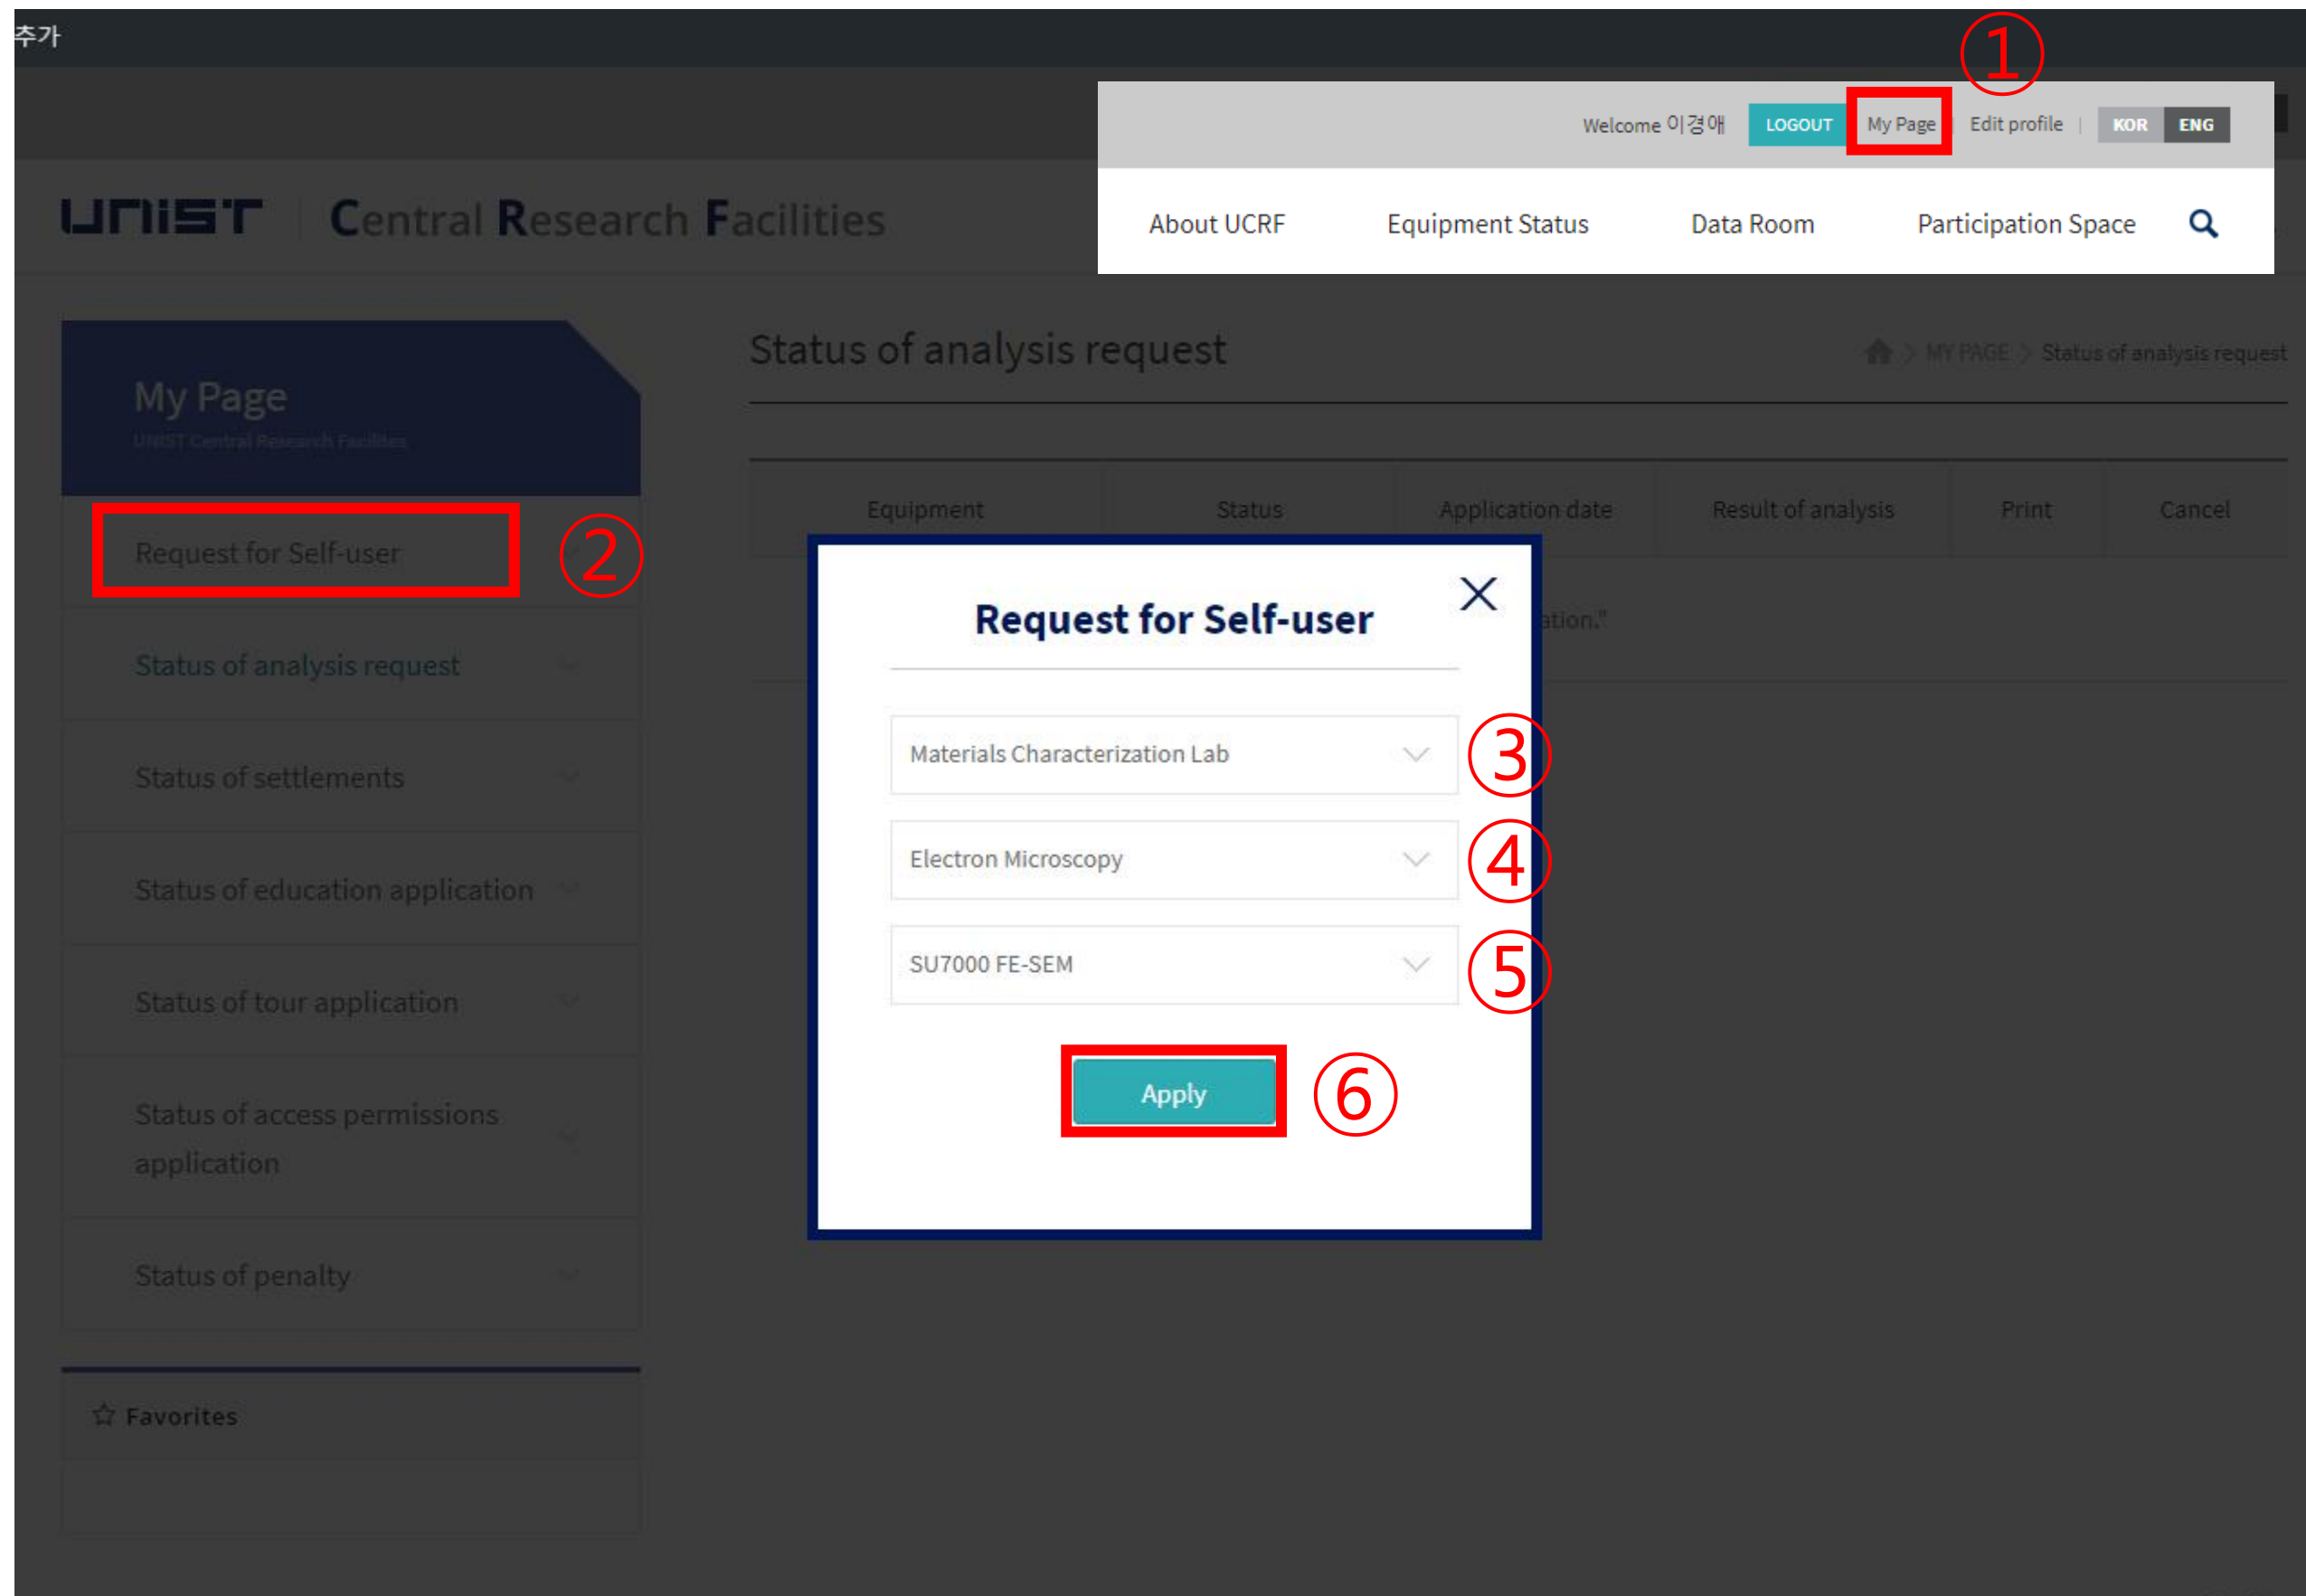 추가
①
Welcome 이경애 LOGOUT My Page | Edit profile | KOR ENG
UNIST Central Research Facilities
About UCRF Equipment Status Data Room Participation Space
My Page
UNIST Central Research Facilities
Request for Self-user ②
Status of analysis request
Status of settlements
Status of education application
Status of tour application
Status of access permissions
application
Status of penalty
☆ Favorites
Status of analysis request
MY PAGE > Status of analysis request
Equipment Status Application date Result of analysis Print Cancel
ation."
Request for Self-user
Materials Characterization Lab ③
Electron Microscopy ④
SU7000 FE-SEM ⑤
Apply ⑥